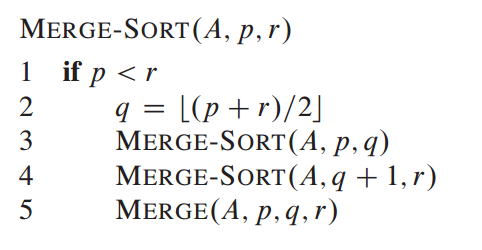 MERGE-SORT(A, p, r)
1 if p < r
2 q = ⌊(p + r)/2⌋
3 MERGE-SORT(A, p, q)
4 MERGE-SORT(A, q + 1, r)
5 MERGE(A, p, q, r)